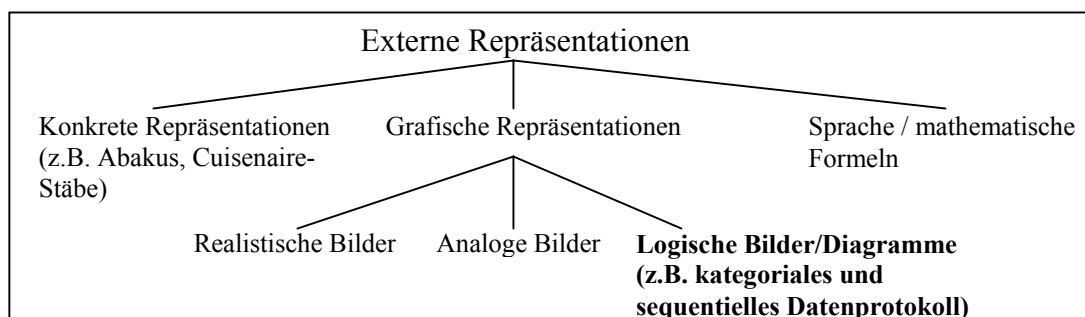 Externe Repräsentationen
Konkrete Repräsentationen
(z.B. Abakus, Cuisenaire-
Stäbe)
Grafische Repräsentationen
Sprache / mathematische
Formeln
Realistische Bilder
Analoge Bilder
Logische Bilder/Diagramme
(z.B. kategoriales und
sequentielles Datenprotokoll)